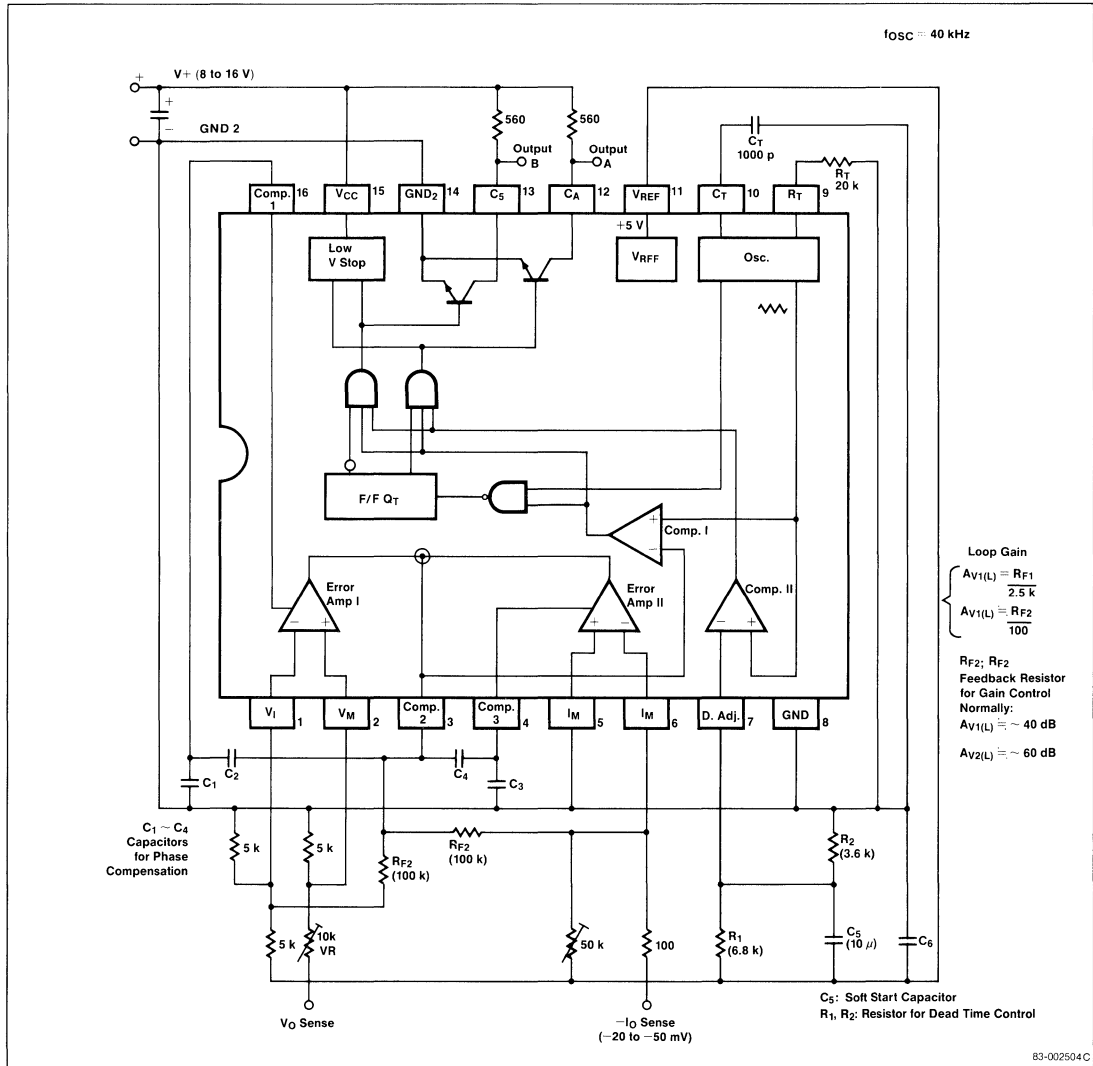 fOSC ≒ 40 kHz
+ V+ (8 to 16 V)
+
−
GND 2
560
560
Output B
Output A
CT
1000 p
RT
20 k
Comp. 1 16
VCC 15
GND2 14
C5 13
CA 12
VREF 11
CT 10
RT 9
+5 V
Low V Stop
VRFF
Osc.
F/F QT
+
−
Comp. I
Error Amp I
− +
Error Amp II
+ −
Comp. II
− +
Loop Gain
AV1(L) ≒ RF1
2.5 k
AV1(L) ≒ RF2
100
RF2; RF2
Feedback Resistor
for Gain Control
Normally:
AV1(L) ≒ ~ 40 dB
AV2(L) ≒ ~ 60 dB
VI 1
VM 2
Comp. 2 3
Comp. 3 4
IM 5
IM 6
D. Adj. 7
GND 8
C2
C4
C1
C3
C1 ~ C4
Capacitors
for Phase
Compensation
5 k
5 k
RF2
(100 k)
RF2
(100 k)
R2
(3.6 k)
5 k
10k
VR
50 k
100
R1
(6.8 k)
C5
(10 μ)
C6
VO Sense
−IO Sense
(−20 to −50 mV)
C5: Soft Start Capacitor
R1, R2: Resistor for Dead Time Control
83-002504C